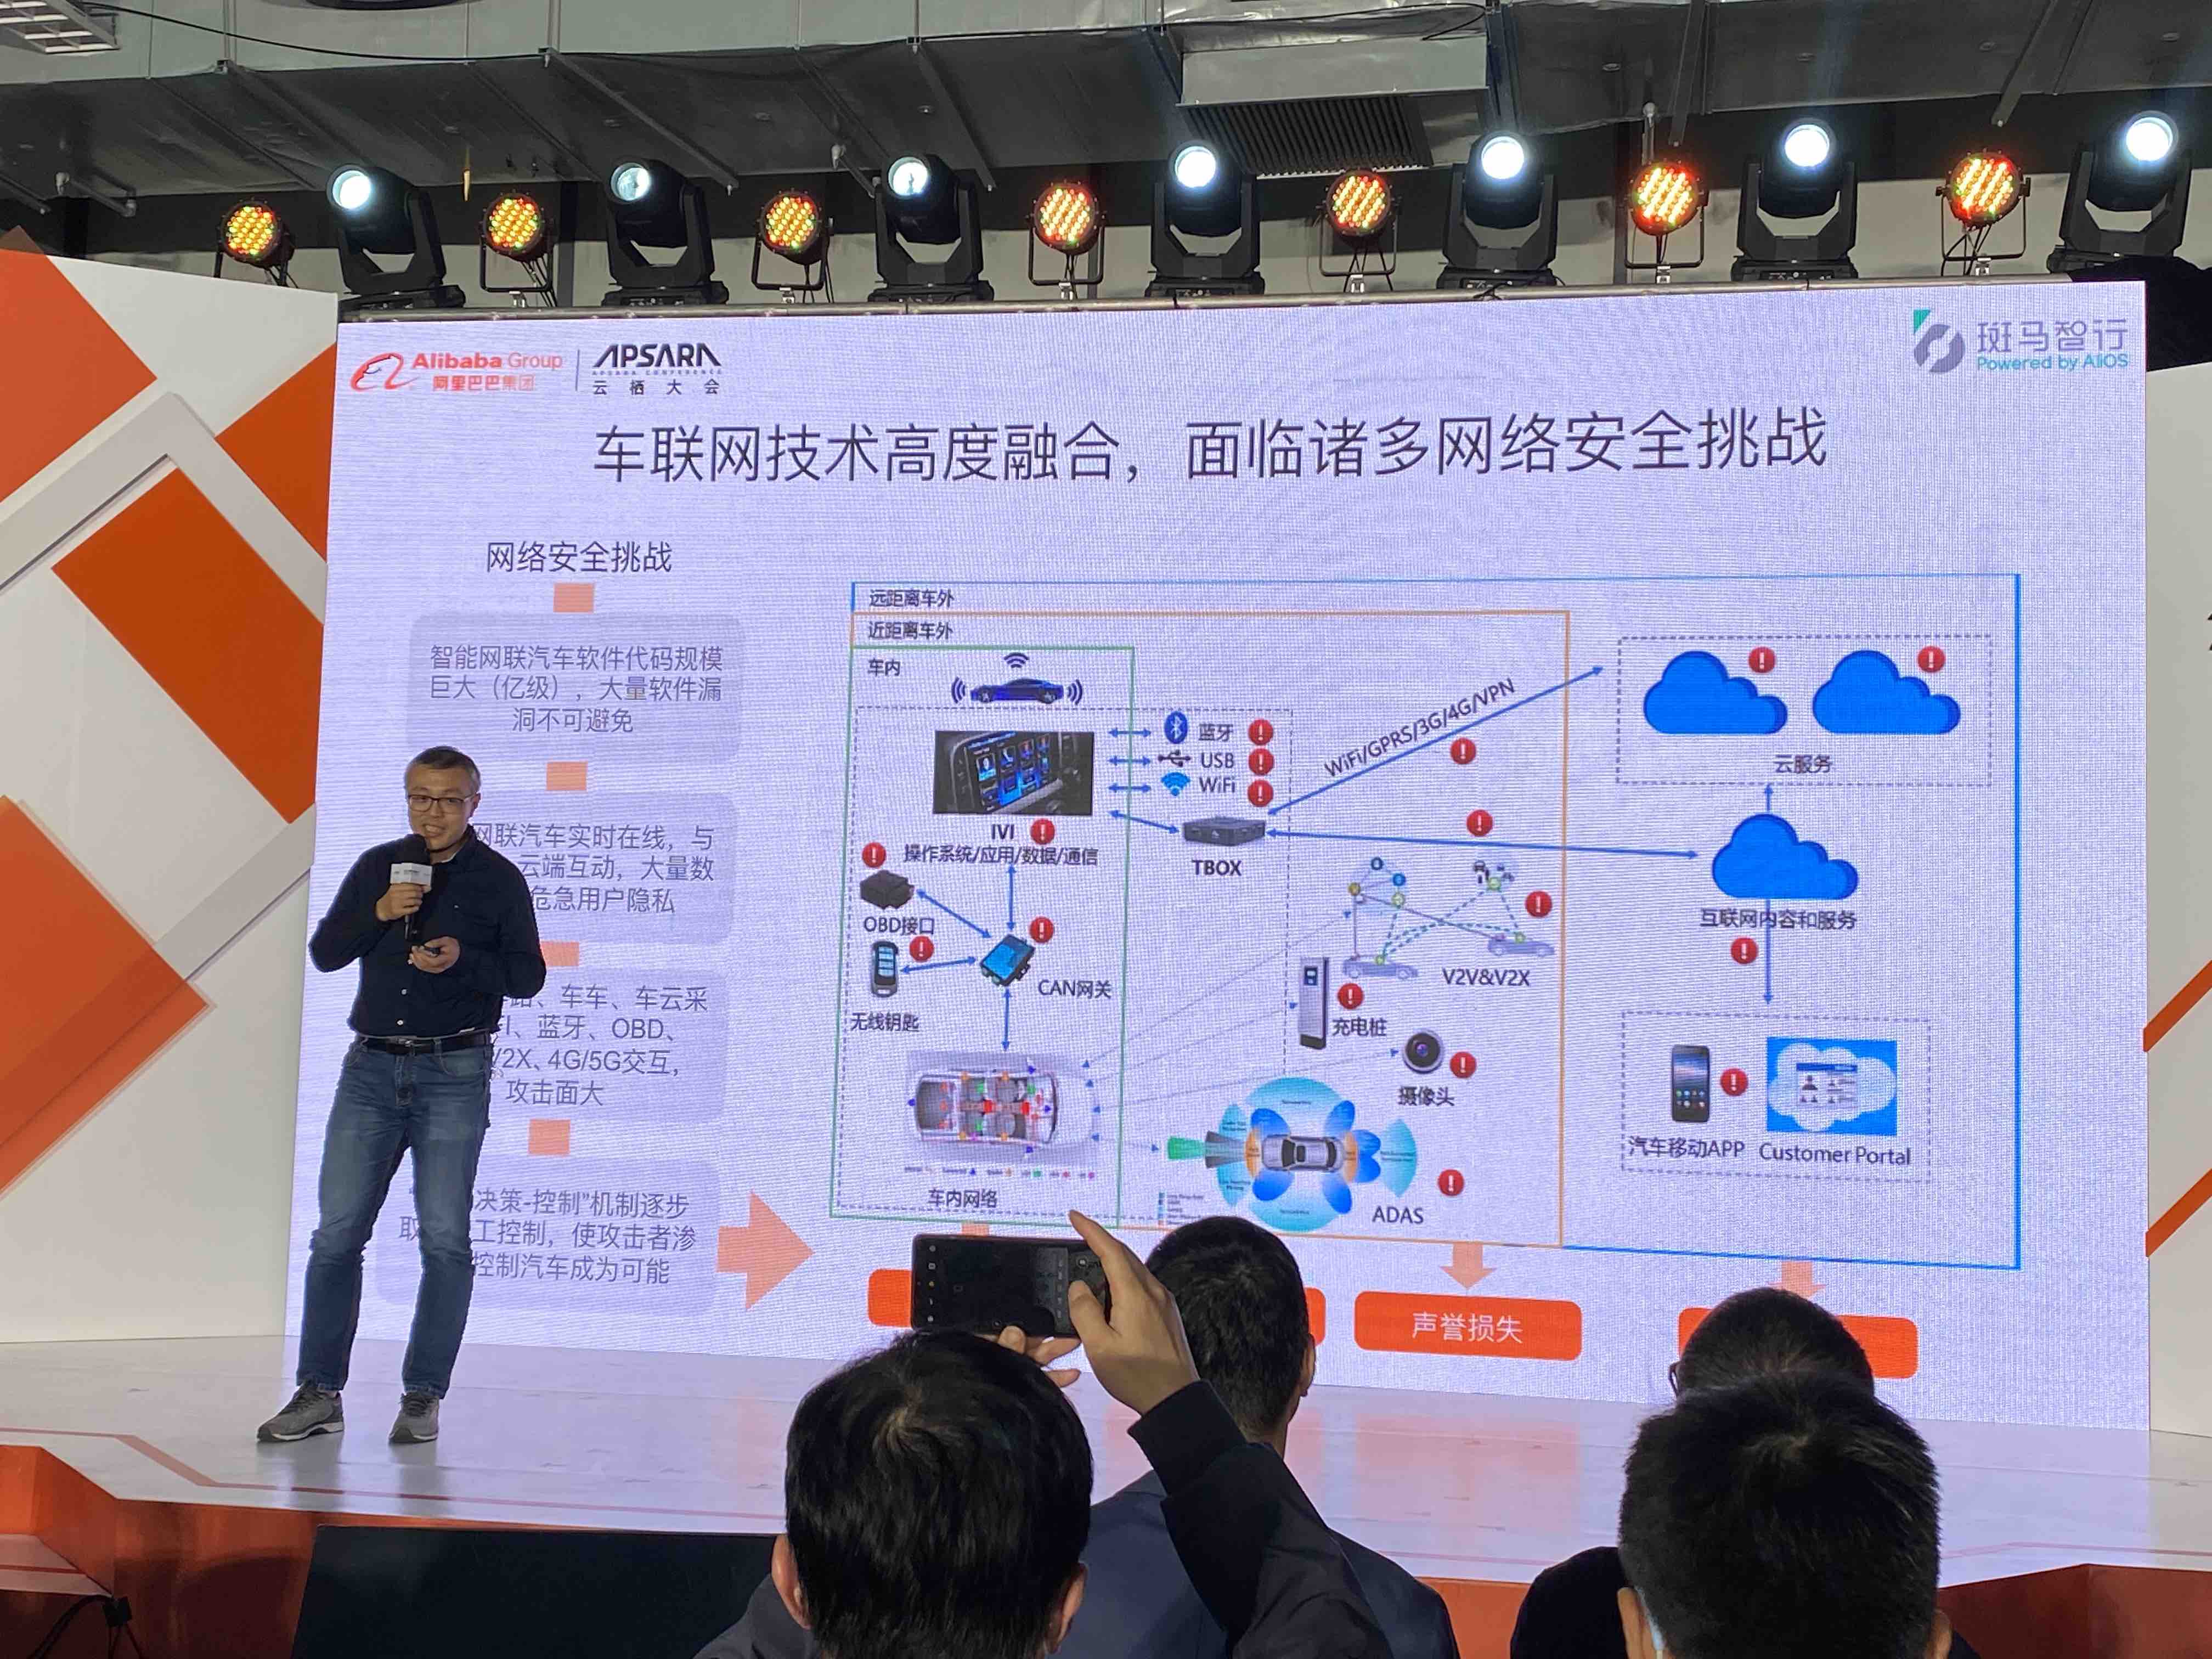 Alibaba Group
阿里巴巴集团
APSARA
APSARA CONFERENCE
云栖大会
斑马智行
Powered by AliOS
车联网技术高度融合，面临诸多网络安全挑战
网络安全挑战
智能网联汽车软件代码规模
巨大（亿级），大量软件漏
洞不可避免
网联汽车实时在线，与
云端互动，大量数
危急用户隐私
路、车车、车云采
FI、蓝牙、OBD、
V2X、4G/5G交互，
攻击面大
决策-控制”机制逐步
取
工控制，使攻击者渗
控制汽车成为可能
远距离车外
近距离车外
车内
蓝牙
USB
WiFi
IVI
操作系统/应用/数据/通信
TBOX
OBD接口
CAN网关
无线钥匙
车内网络
WiFi/GPRS/3G/4G/VPN
V2V&V2X
充电桩
摄像头
ADAS
云服务
互联网内容和服务
汽车移动APP
Customer Portal
声誉损失